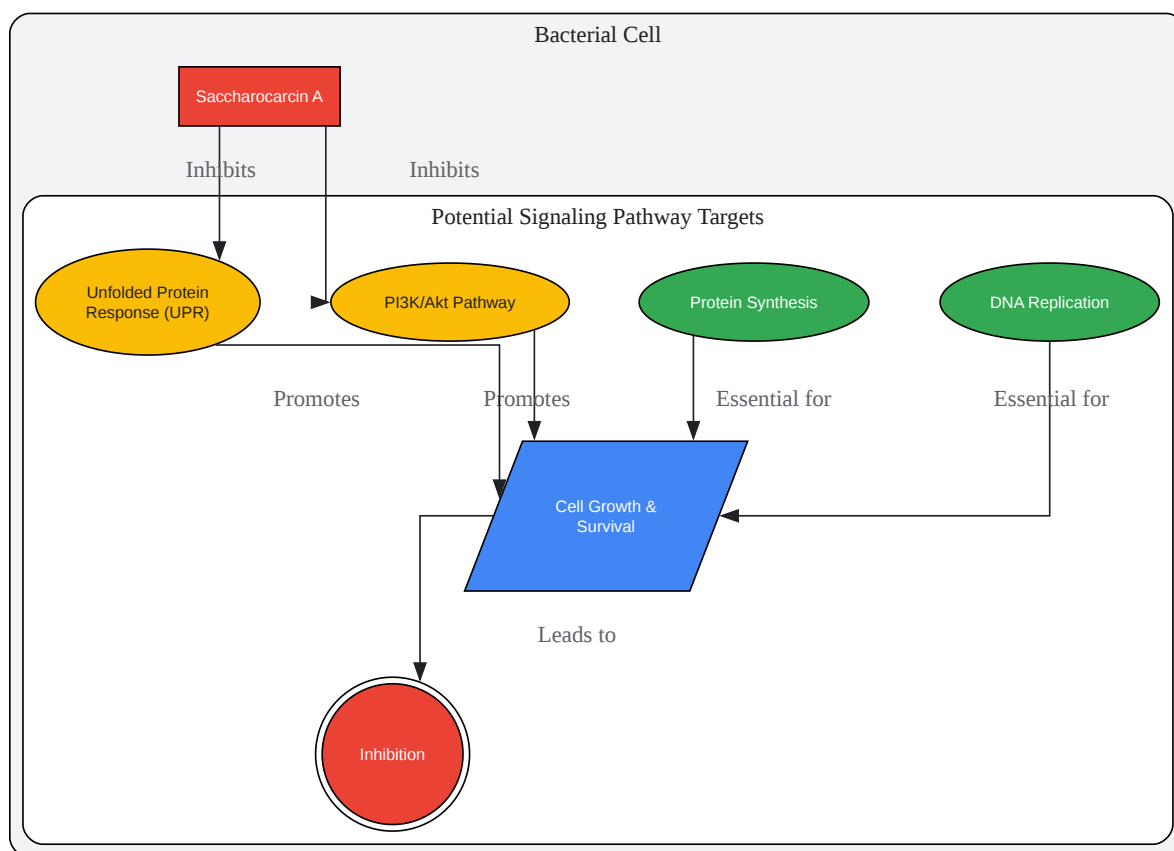 Bacterial Cell
Saccharocarcin A
Inhibits
Inhibits
Potential Signaling Pathway Targets
Unfolded Protein
Response (UPR)
PI3K/Akt Pathway
Protein Synthesis
DNA Replication
Promotes
Promotes
Essential for
Essential for
Cell Growth &
Survival
Leads to
Inhibition